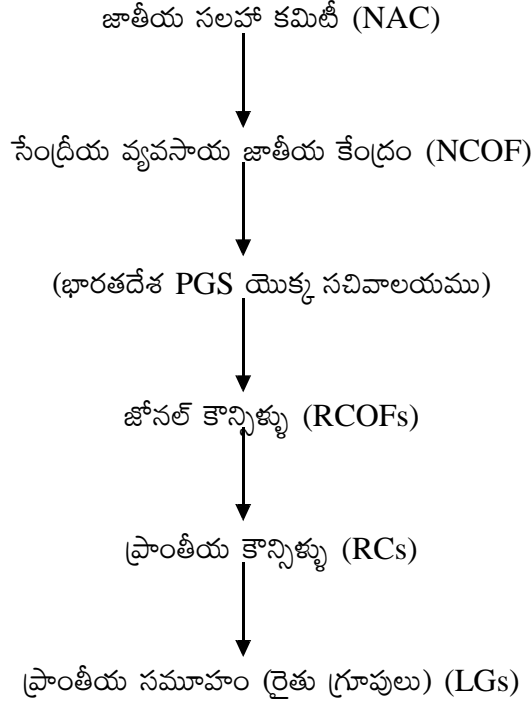 జాతీయ సలహా కమిటీ (NAC)
సేంద్రీయ వ్యవసాయ జాతీయ కేంద్రం (NCOF)
(భారతదేశ PGS యొక్క సచివాలయము)
జోనల్ కౌన్సిళ్ళు (RCOFs)
ప్రాంతీయ కౌన్సిళ్ళు (RCs)
ప్రాంతీయ సమూహం (రైతు గ్రూపులు) (LGs)